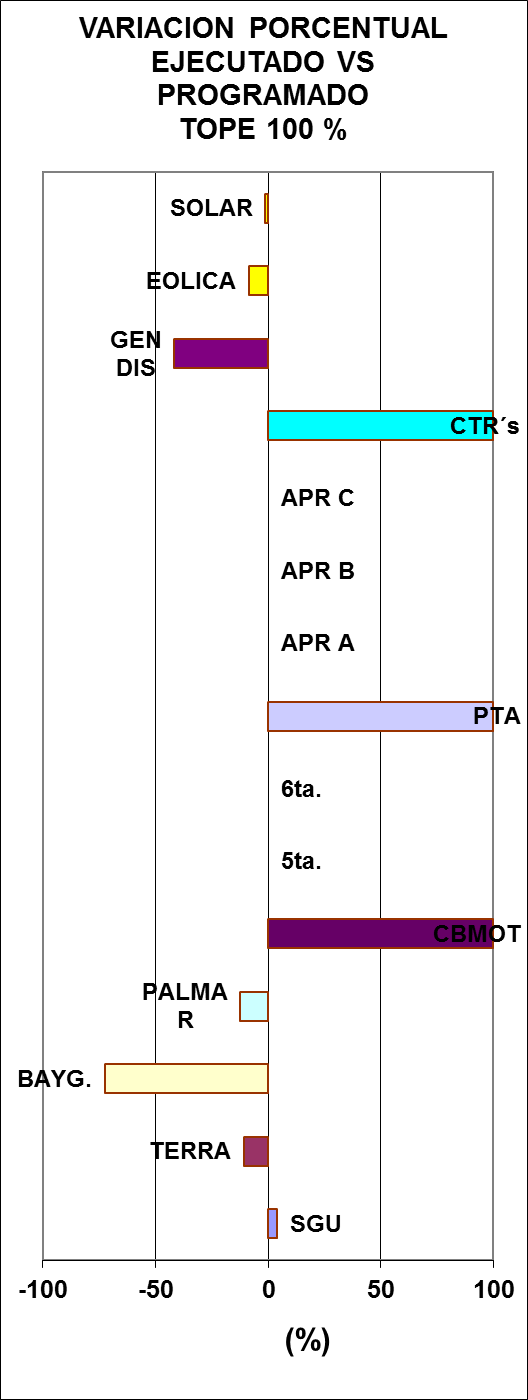 VARIACION PORCENTUAL
EJECUTADO VS
PROGRAMADO
TOPE 100 %
SOLAR
EOLICA
GEN
DIS
CTR´s
APR C
APR B
APR A
PTA
6ta.
5ta.
CBMOT
PALMA
R
BAYG.
TERRA
SGU
-100 -50 0 50 100
(%)